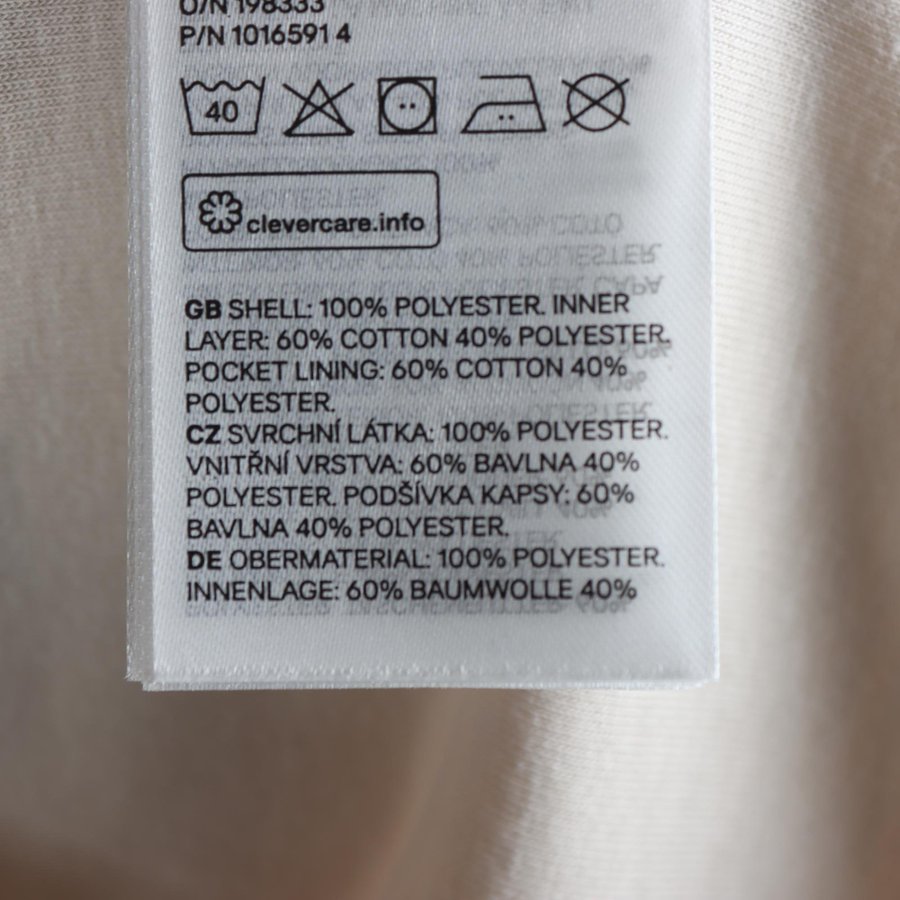 O/N 198333
P/N 1016591 4
40
clevercare.info
GB SHELL: 100% POLYESTER. INNER
LAYER: 60% COTTON 40% POLYESTER.
POCKET LINING: 60% COTTON 40%
POLYESTER.
CZ SVRCHNÍ LÁTKA: 100% POLYESTER.
VNITŘNÍ VRSTVA: 60% BAVLNA 40%
POLYESTER. PODŠÍVKA KAPSY: 60%
BAVLNA 40% POLYESTER.
DE OBERMATERIAL: 100% POLYESTER.
INNENLAGE: 60% BAUMWOLLE 40%